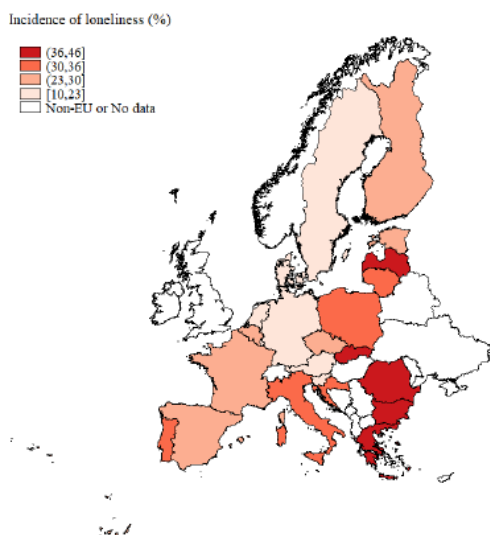 Incidence of loneliness (%)
(36,46]
(30,36]
(23,30]
[10,23]
Non-EU or No data